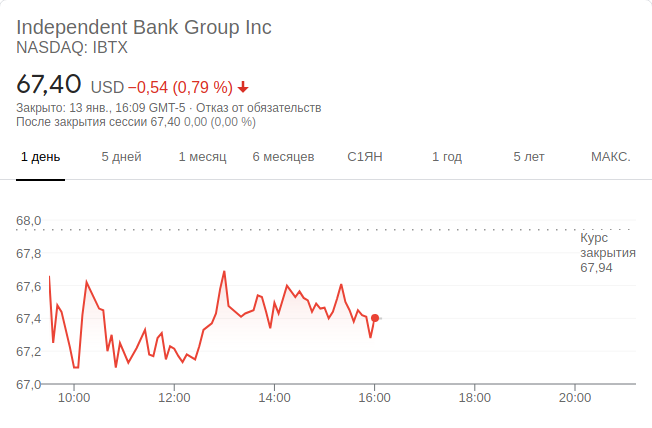 Independent Bank Group Inc
NASDAQ: IBTX
67,40 USD −0,54 (0,79 %)
Закрыто: 13 янв., 16:09 GMT-5 · Отказ от обязательств
После закрытия сессии 67,40 0,00 (0,00 %)
1 день 5 дней 1 месяц 6 месяцев С1ЯН 1 год 5 лет МАКС.
68,0
Курс
закрытия
67,94
67,8
67,6
67,4
67,2
67,0
10:00 12:00 14:00 16:00 18:00 20:00